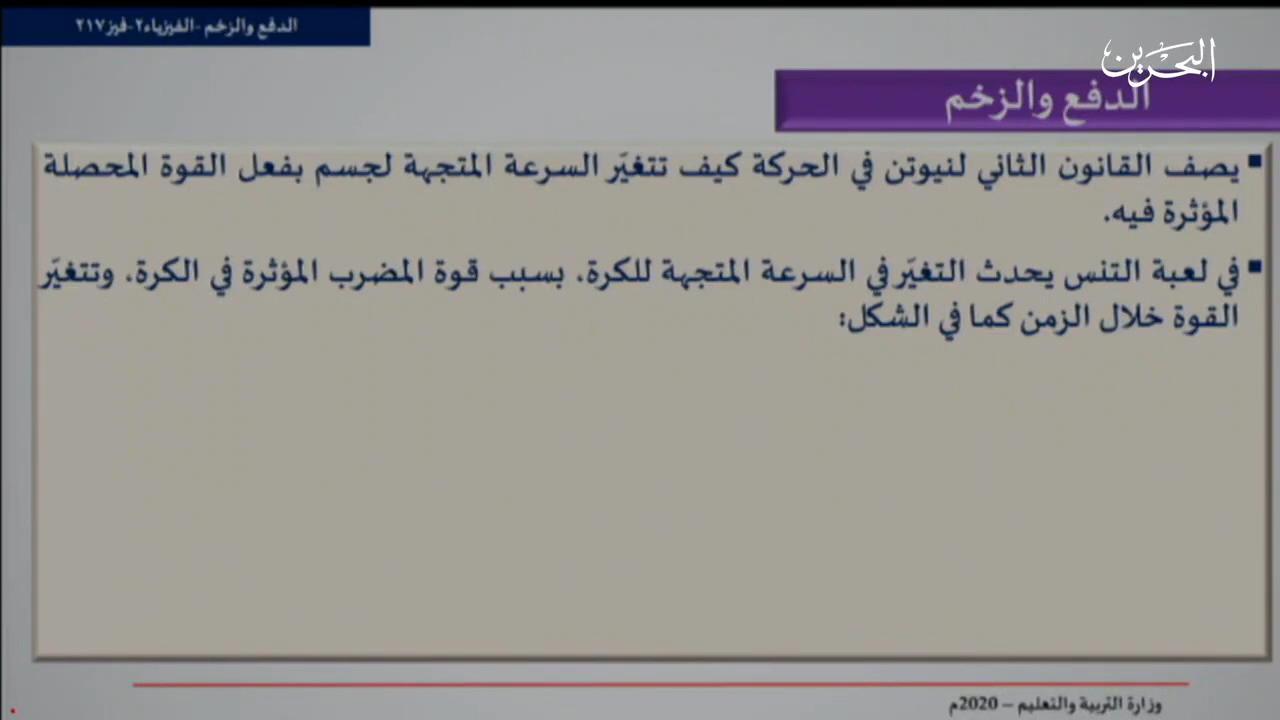 الدفع والزخم -الفيزياء٢-فيز٢١٧
البحرين
الدفع والزخم
▪ يصف القانون الثاني لنيوتن في الحركة كيف تتغيّر السرعة المتجهة لجسم بفعل القوة المحصلة
المؤثرة فيه.
▪ في لعبة التنس يحدث التغيّر في السرعة المتجهة للكرة، بسبب قوة المضرب المؤثرة في الكرة، وتتغيّر
القوة خلال الزمن كما في الشكل:
وزارة التربية والتعليم – 2020م